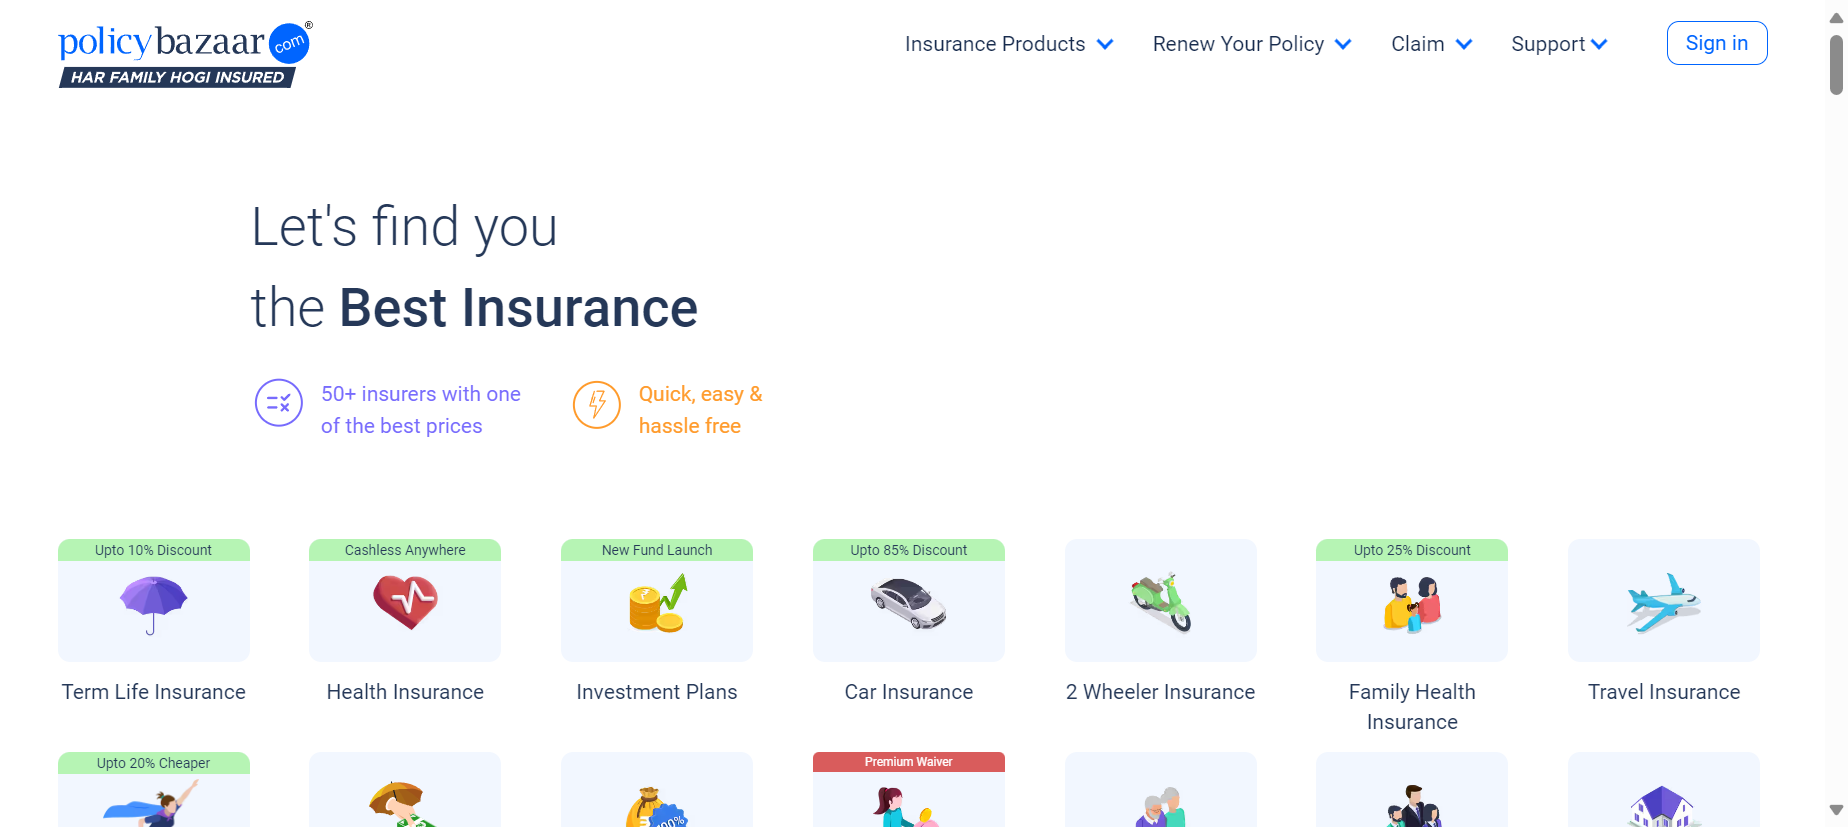 policybazaar com ®
HAR FAMILY HOGI INSURED
Insurance Products
Renew Your Policy
Claim
Support
Sign in
Let's find you
the Best Insurance
50+ insurers with one
of the best prices
Quick, easy &
hassle free
Upto 10% Discount
Term Life Insurance
Cashless Anywhere
Health Insurance
New Fund Launch
Investment Plans
Upto 85% Discount
Car Insurance
2 Wheeler Insurance
Upto 25% Discount
Family Health
Insurance
Travel Insurance
Upto 20% Cheaper
100%
Premium Waiver